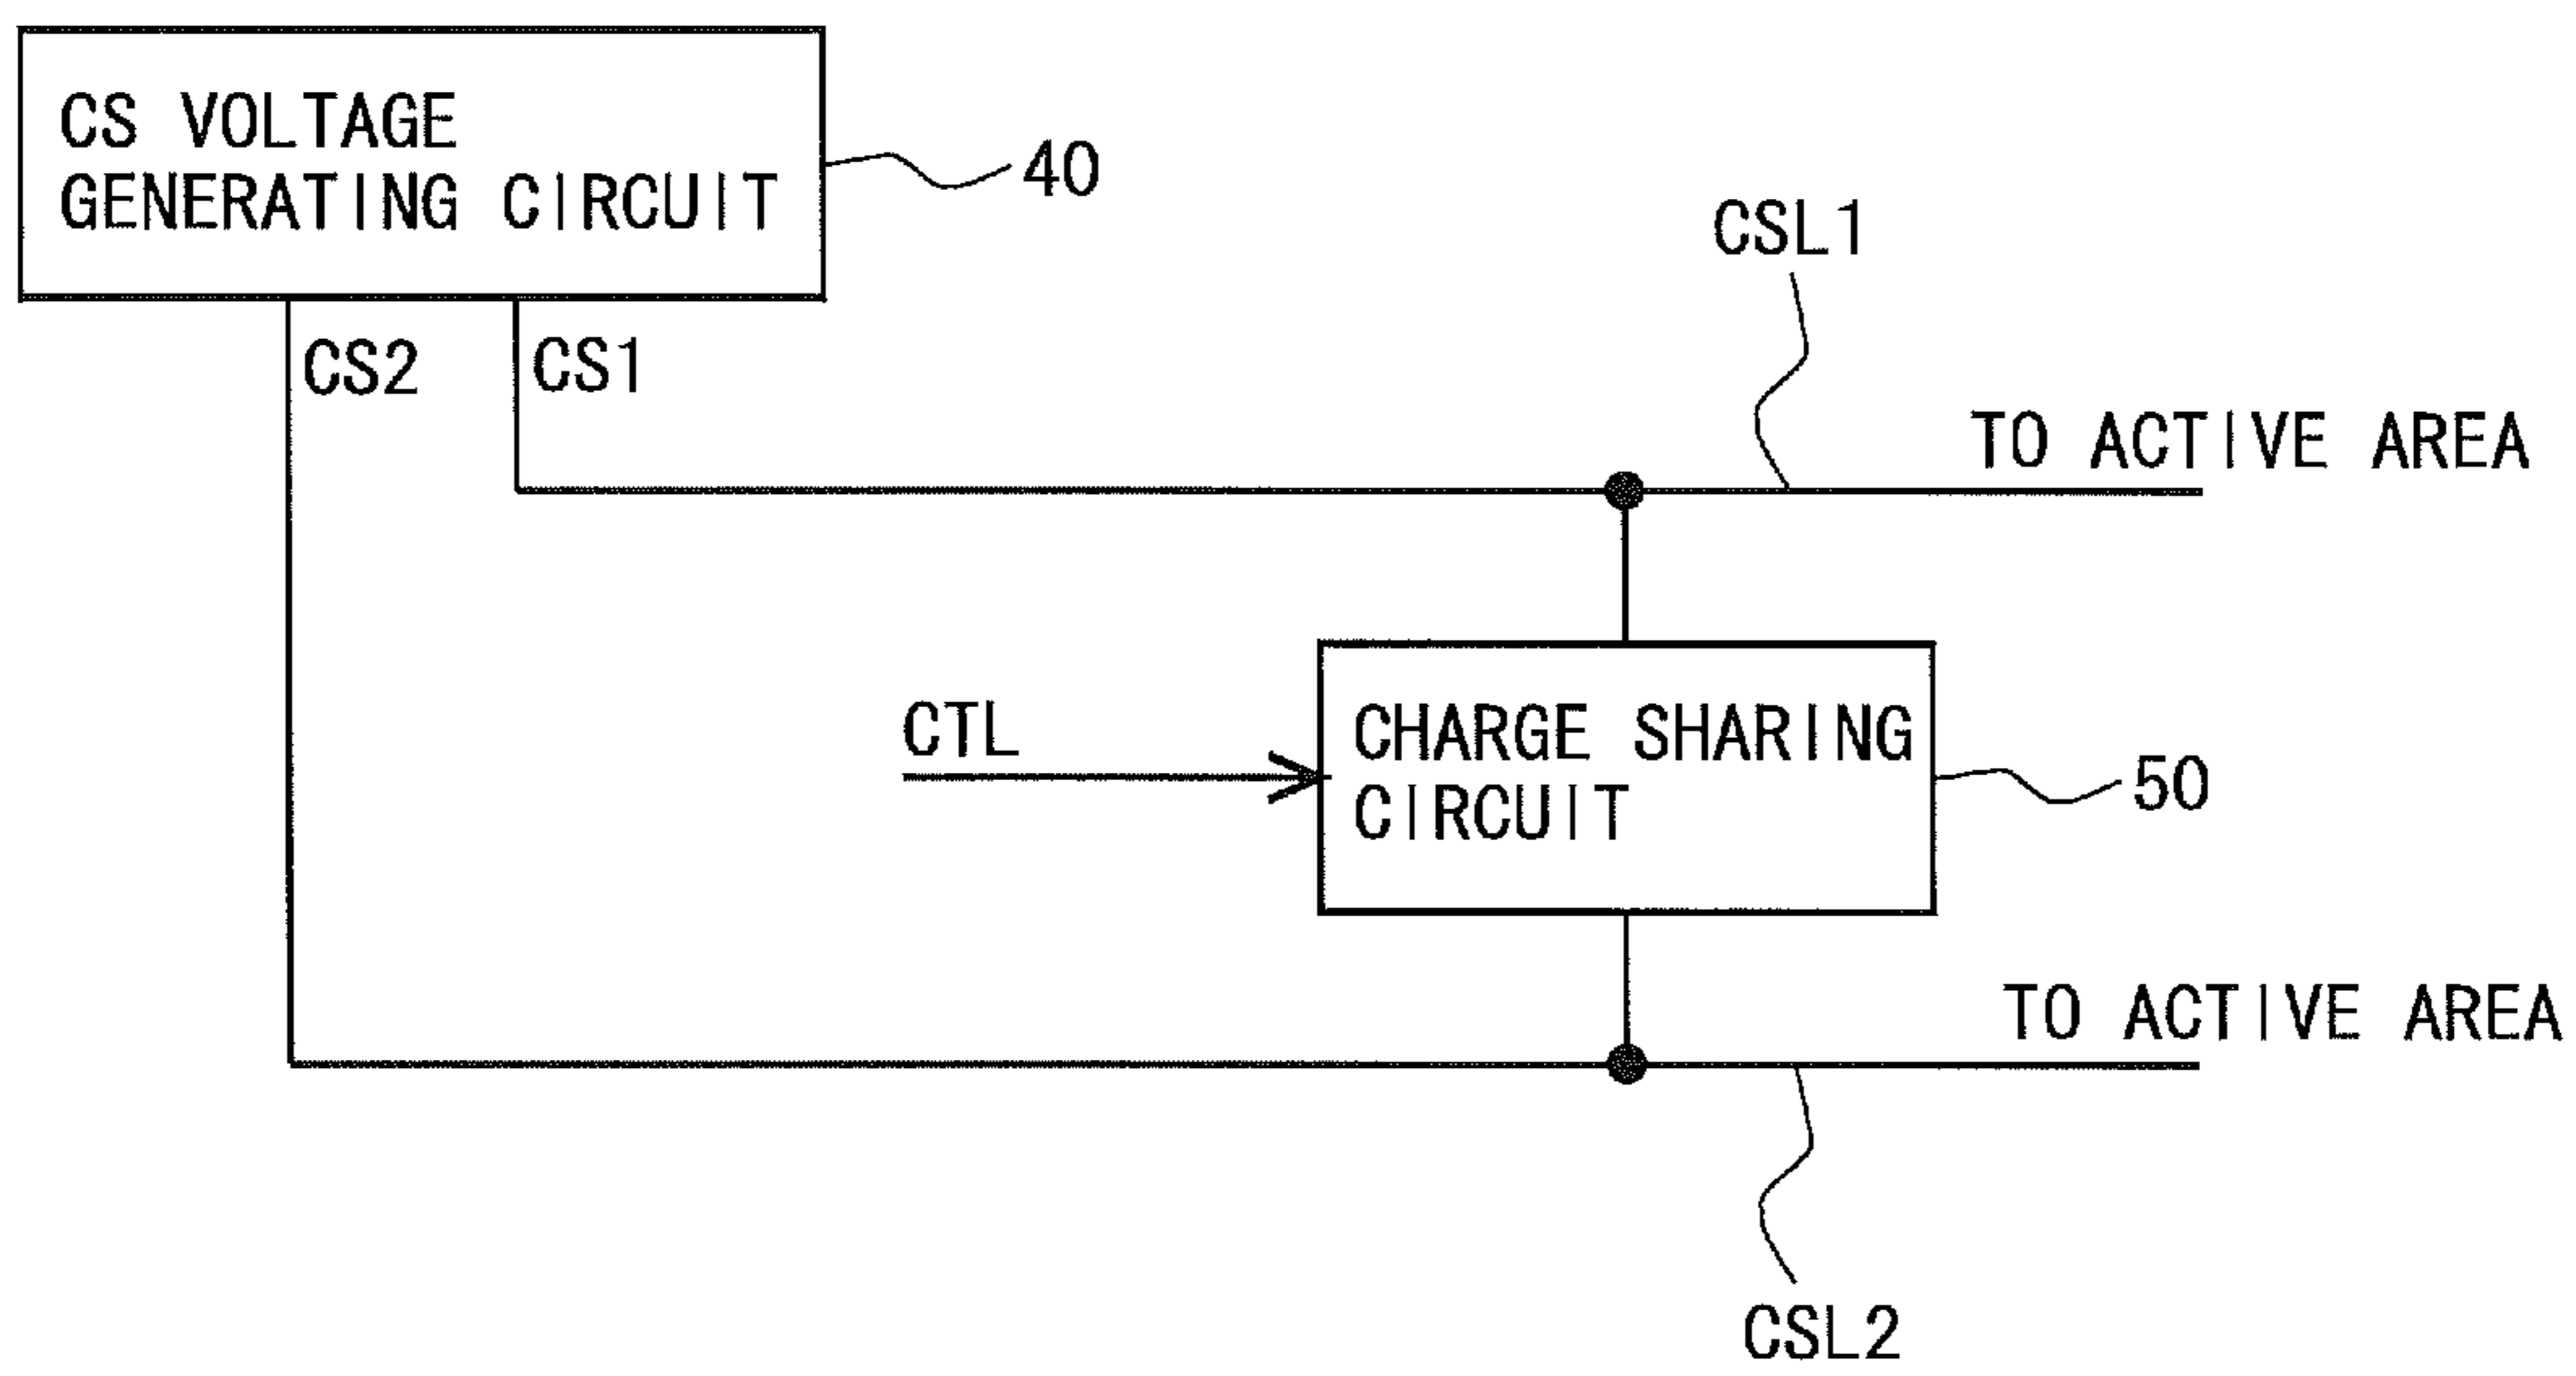 CS VOLTAGE
GENERATING CIRCUIT
40
CS2
CS1
CSL1
TO ACTIVE AREA
CTL
CHARGE SHARING
CIRCUIT
50
TO ACTIVE AREA
CSL2